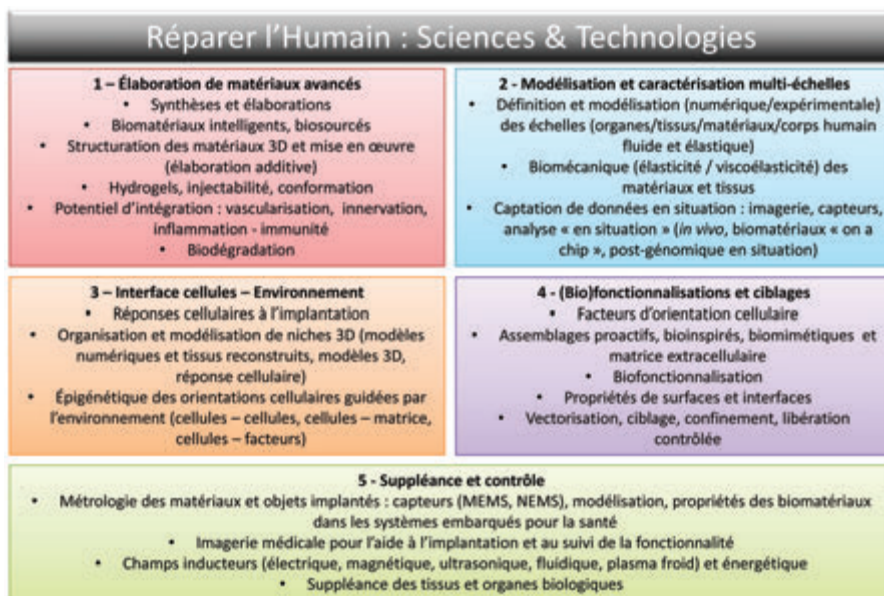 Réparer l'Humain : Sciences & Technologies
1 – Élaboration de matériaux avancés
• Synthèses et élaborations
• Biomatériaux intelligents, biosourcés
• Structuration des matériaux 3D et mise en œuvre
(élaboration additive)
• Hydrogels, injectabilité, conformation
• Potentiel d'intégration : vascularisation, innervation,
inflammation - immunité
• Biodégradation
2 - Modélisation et caractérisation multi-échelles
• Définition et modélisation (numérique/expérimentale)
des échelles (organes/tissus/matériaux/corps humain
fluide et élastique)
• Biomécanique (élasticité / viscoélasticité) des
matériaux et tissus
• Captation de données en situation : imagerie, capteurs,
analyse « en situation » (in vivo, biomatériaux « on a
chip », post-génomique en situation)
3 – Interface cellules – Environnement
• Réponses cellulaires à l'implantation
• Organisation et modélisation de niches 3D (modèles
numériques et tissus reconstruits, modèles 3D,
réponse cellulaire)
• Épigénétique des orientations cellulaires guidées par
l'environnement (cellules – cellules, cellules – matrice,
cellules – facteurs)
4 - (Bio)fonctionnalisations et ciblages
• Facteurs d'orientation cellulaire
• Assemblages proactifs, bioinspirés, biomimétiques et
matrice extracellulaire
• Biofonctionnalisation
• Propriétés de surfaces et interfaces
• Vectorisation, ciblage, confinement, libération
contrôlée
5 - Suppléance et contrôle
• Métrologie des matériaux et objets implantés : capteurs (MEMS, NEMS), modélisation, propriétés des biomatériaux
dans les systèmes embarqués pour la santé
• Imagerie médicale pour l'aide à l'implantation et au suivi de la fonctionnalité
• Champs inducteurs (électrique, magnétique, ultrasonique, fluidique, plasma froid) et énergétique
• Suppléance des tissus et organes biologiques